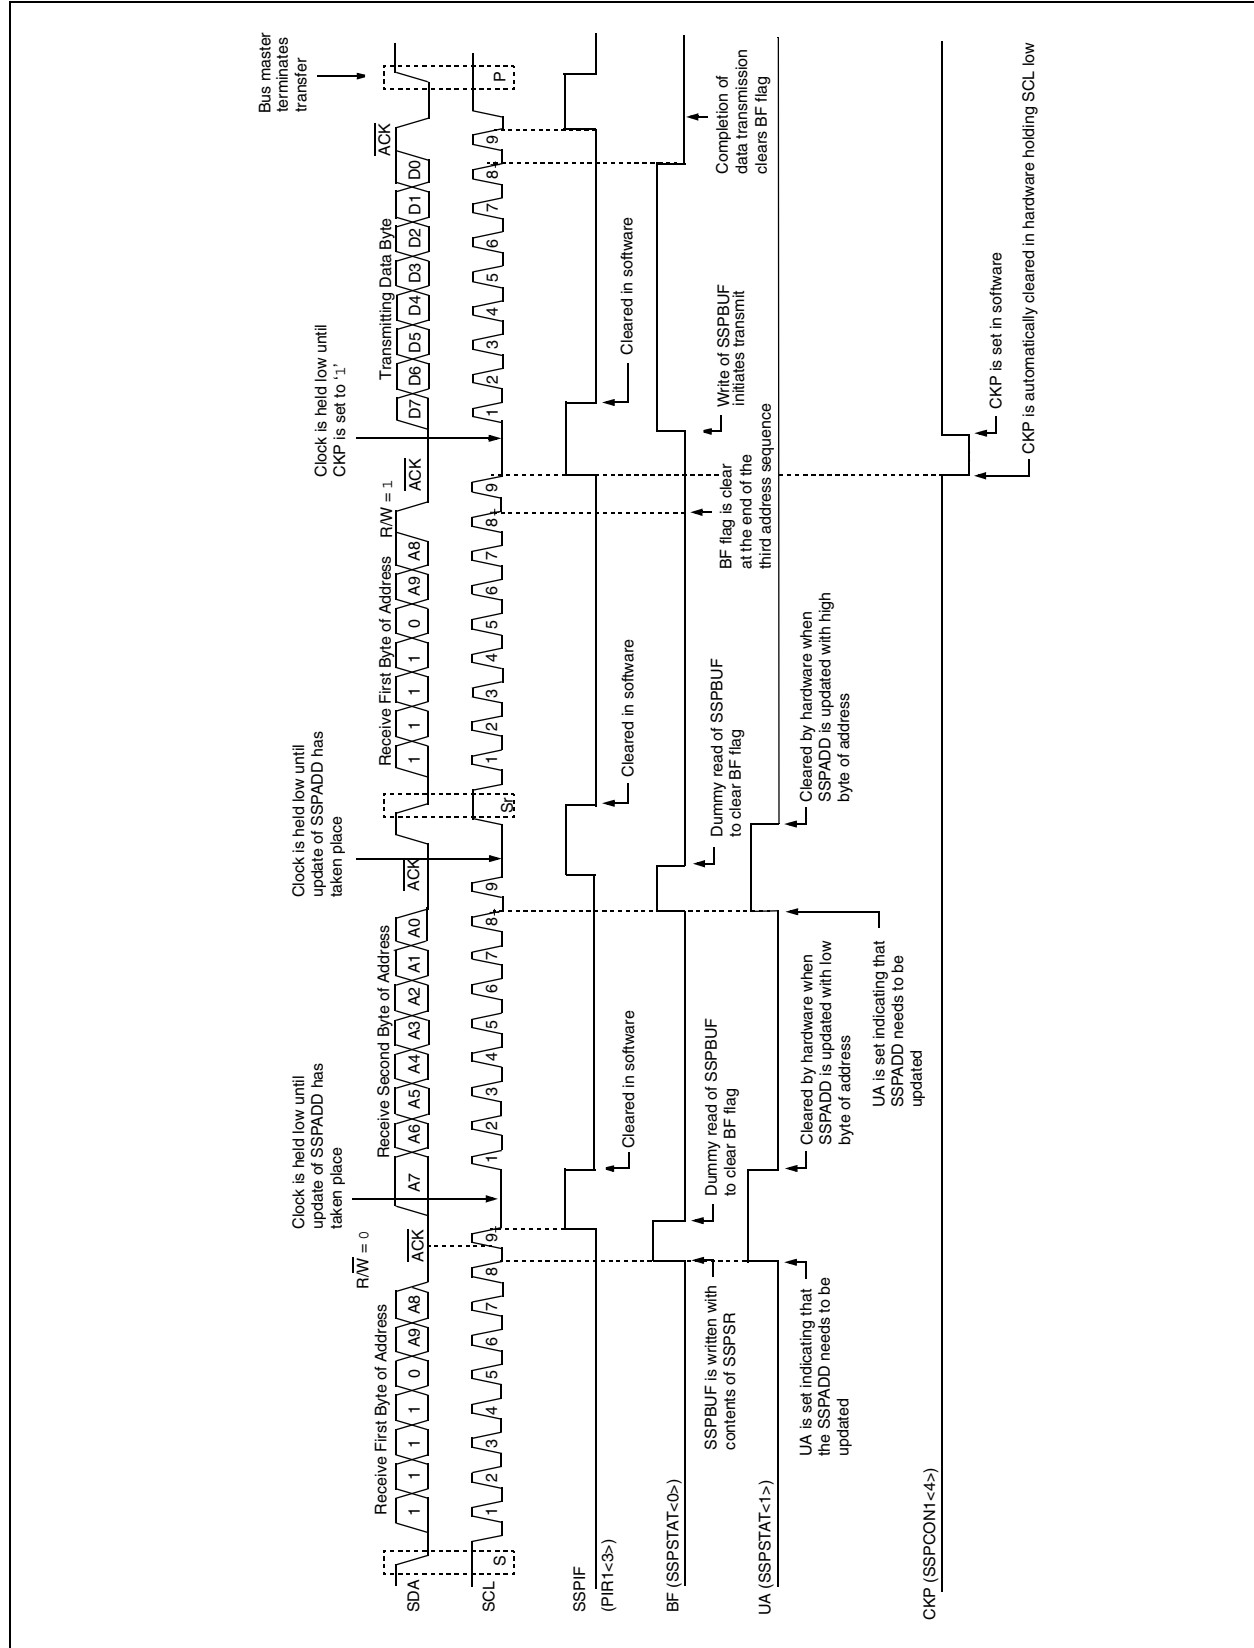 Bus master
terminates
transfer
Clock is held low until
CKP is set to ‘1’
Clock is held low until
update of SSPADD has
taken place
Clock is held low until
update of SSPADD has
taken place
R/W = 0
R/W = 1
Receive First Byte of Address
Receive Second Byte of Address
Receive First Byte of Address
Transmitting Data Byte
ACK
ACK
ACK
ACK
SDA
1 1 1 1 0 A9 A8
A7 A6 A5 A4 A3 A2 A1 A0
1 1 1 1 0 A9 A8
D7 D6 D5 D4 D3 D2 D1 D0
SCL
S
1 2 3 4 5 6 7 8 9
1 2 3 4 5 6 7 8 9
Sr
1 2 3 4 5 6 7 8 9
1 2 3 4 5 6 7 8 9
P
SSPIF
(PIR1<3>)
Cleared in software
Cleared in software
Cleared in software
BF (SSPSTAT<0>)
SSPBUF is written with
contents of SSPSR
Dummy read of SSPBUF
to clear BF flag
Dummy read of SSPBUF
to clear BF flag
BF flag is clear
at the end of the
third address sequence
Write of SSPBUF
initiates transmit
Completion of
data transmission
clears BF flag
UA (SSPSTAT<1>)
UA is set indicating that
the SSPADD needs to be
updated
Cleared by hardware when
SSPADD is updated with low
byte of address
UA is set indicating that
SSPADD needs to be
updated
Cleared by hardware when
SSPADD is updated with high
byte of address
CKP (SSPCON1<4>)
CKP is set in software
CKP is automatically cleared in hardware holding SCL low